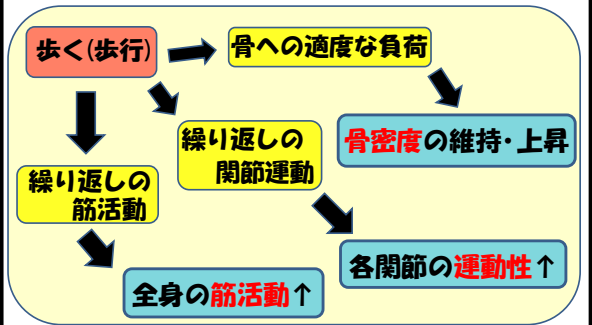 歩く(歩行)
骨への適度な負荷
骨密度の維持・上昇
繰り返しの
関節運動
繰り返しの
筋活動
各関節の運動性↑
全身の筋活動↑